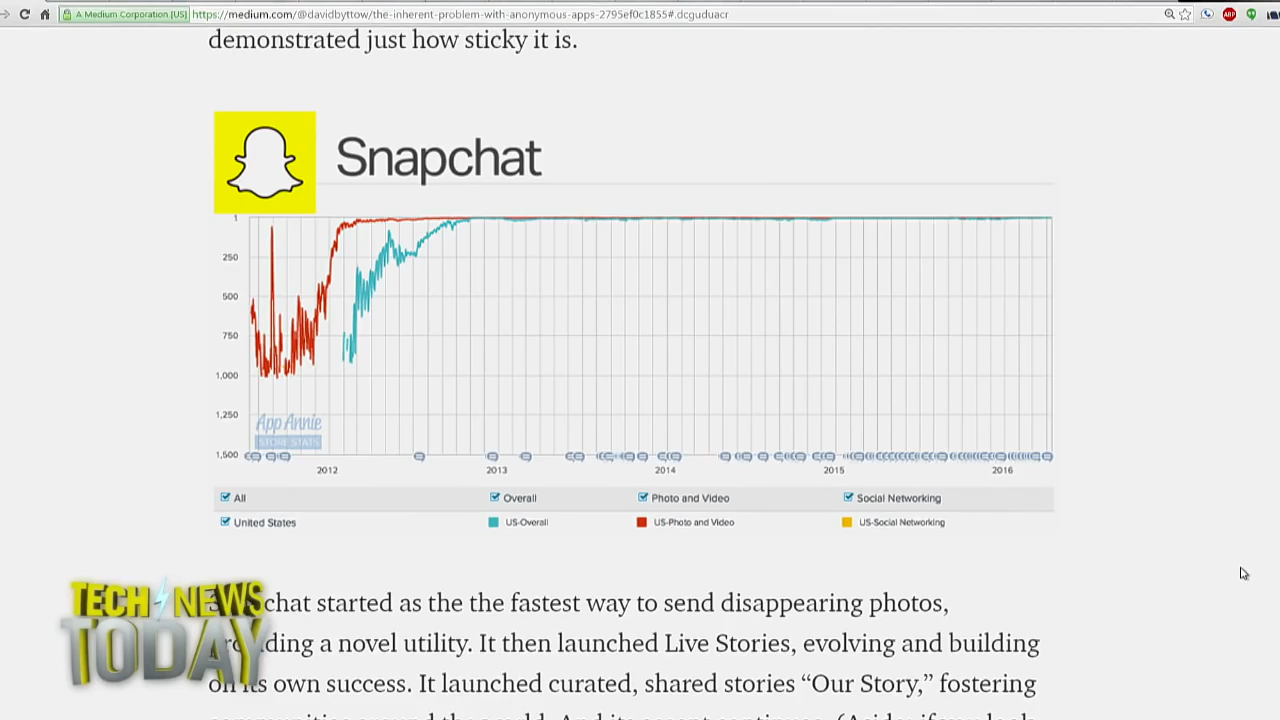 A Medium Corporation [US] https://medium.com/@davidbyttow/the-inherent-problem-with-anonymous-apps-2795ef0c1855#.dcguduacr
ABP
demonstrated just how sticky it is.
Snapchat
1
250
500
750
1,000
1,250
1,500
App Annie
STORE STATS
2012 2013 2014 2015 2016
All Overall Photo and Video Social Networking
United States US-Overall US-Photo and Video US-Social Networking
chat started as the the fastest way to send disappearing photos,
ding a novel utility. It then launched Live Stories, evolving and building
on its own success. It launched curated, shared stories “Our Story,” fostering
TECH NEWS
TODAY